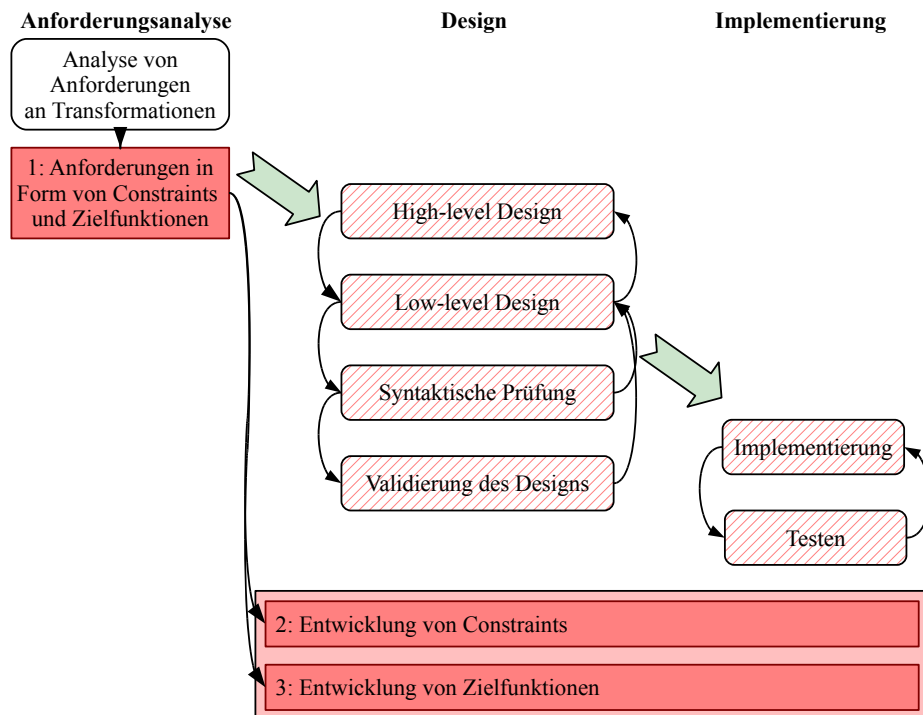 Anforderungsanalyse
Design
Implementierung
Analyse von
Anforderungen
an Transformationen
1: Anforderungen in
Form von Constraints
und Zielfunktionen
High-level Design
Low-level Design
Syntaktische Prüfung
Validierung des Designs
Implementierung
Testen
2: Entwicklung von Constraints
3: Entwicklung von Zielfunktionen